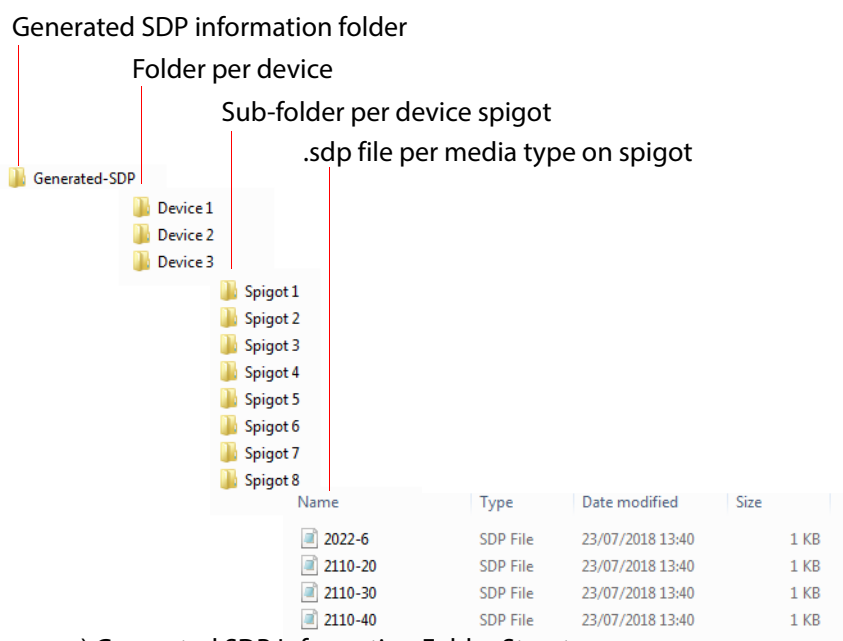 Generated SDP information folder
Folder per device
Sub-folder per device spigot
.sdp file per media type on spigot
Generated-SDP
Device 1
Device 2
Device 3
Spigot 1
Spigot 2
Spigot 3
Spigot 4
Spigot 5
Spigot 6
Spigot 7
Spigot 8
Name Type Date modified Size
2022-6 SDP File 23/07/2018 13:40 1 KB
2110-20 SDP File 23/07/2018 13:40 1 KB
2110-30 SDP File 23/07/2018 13:40 1 KB
2110-40 SDP File 23/07/2018 13:40 1 KB